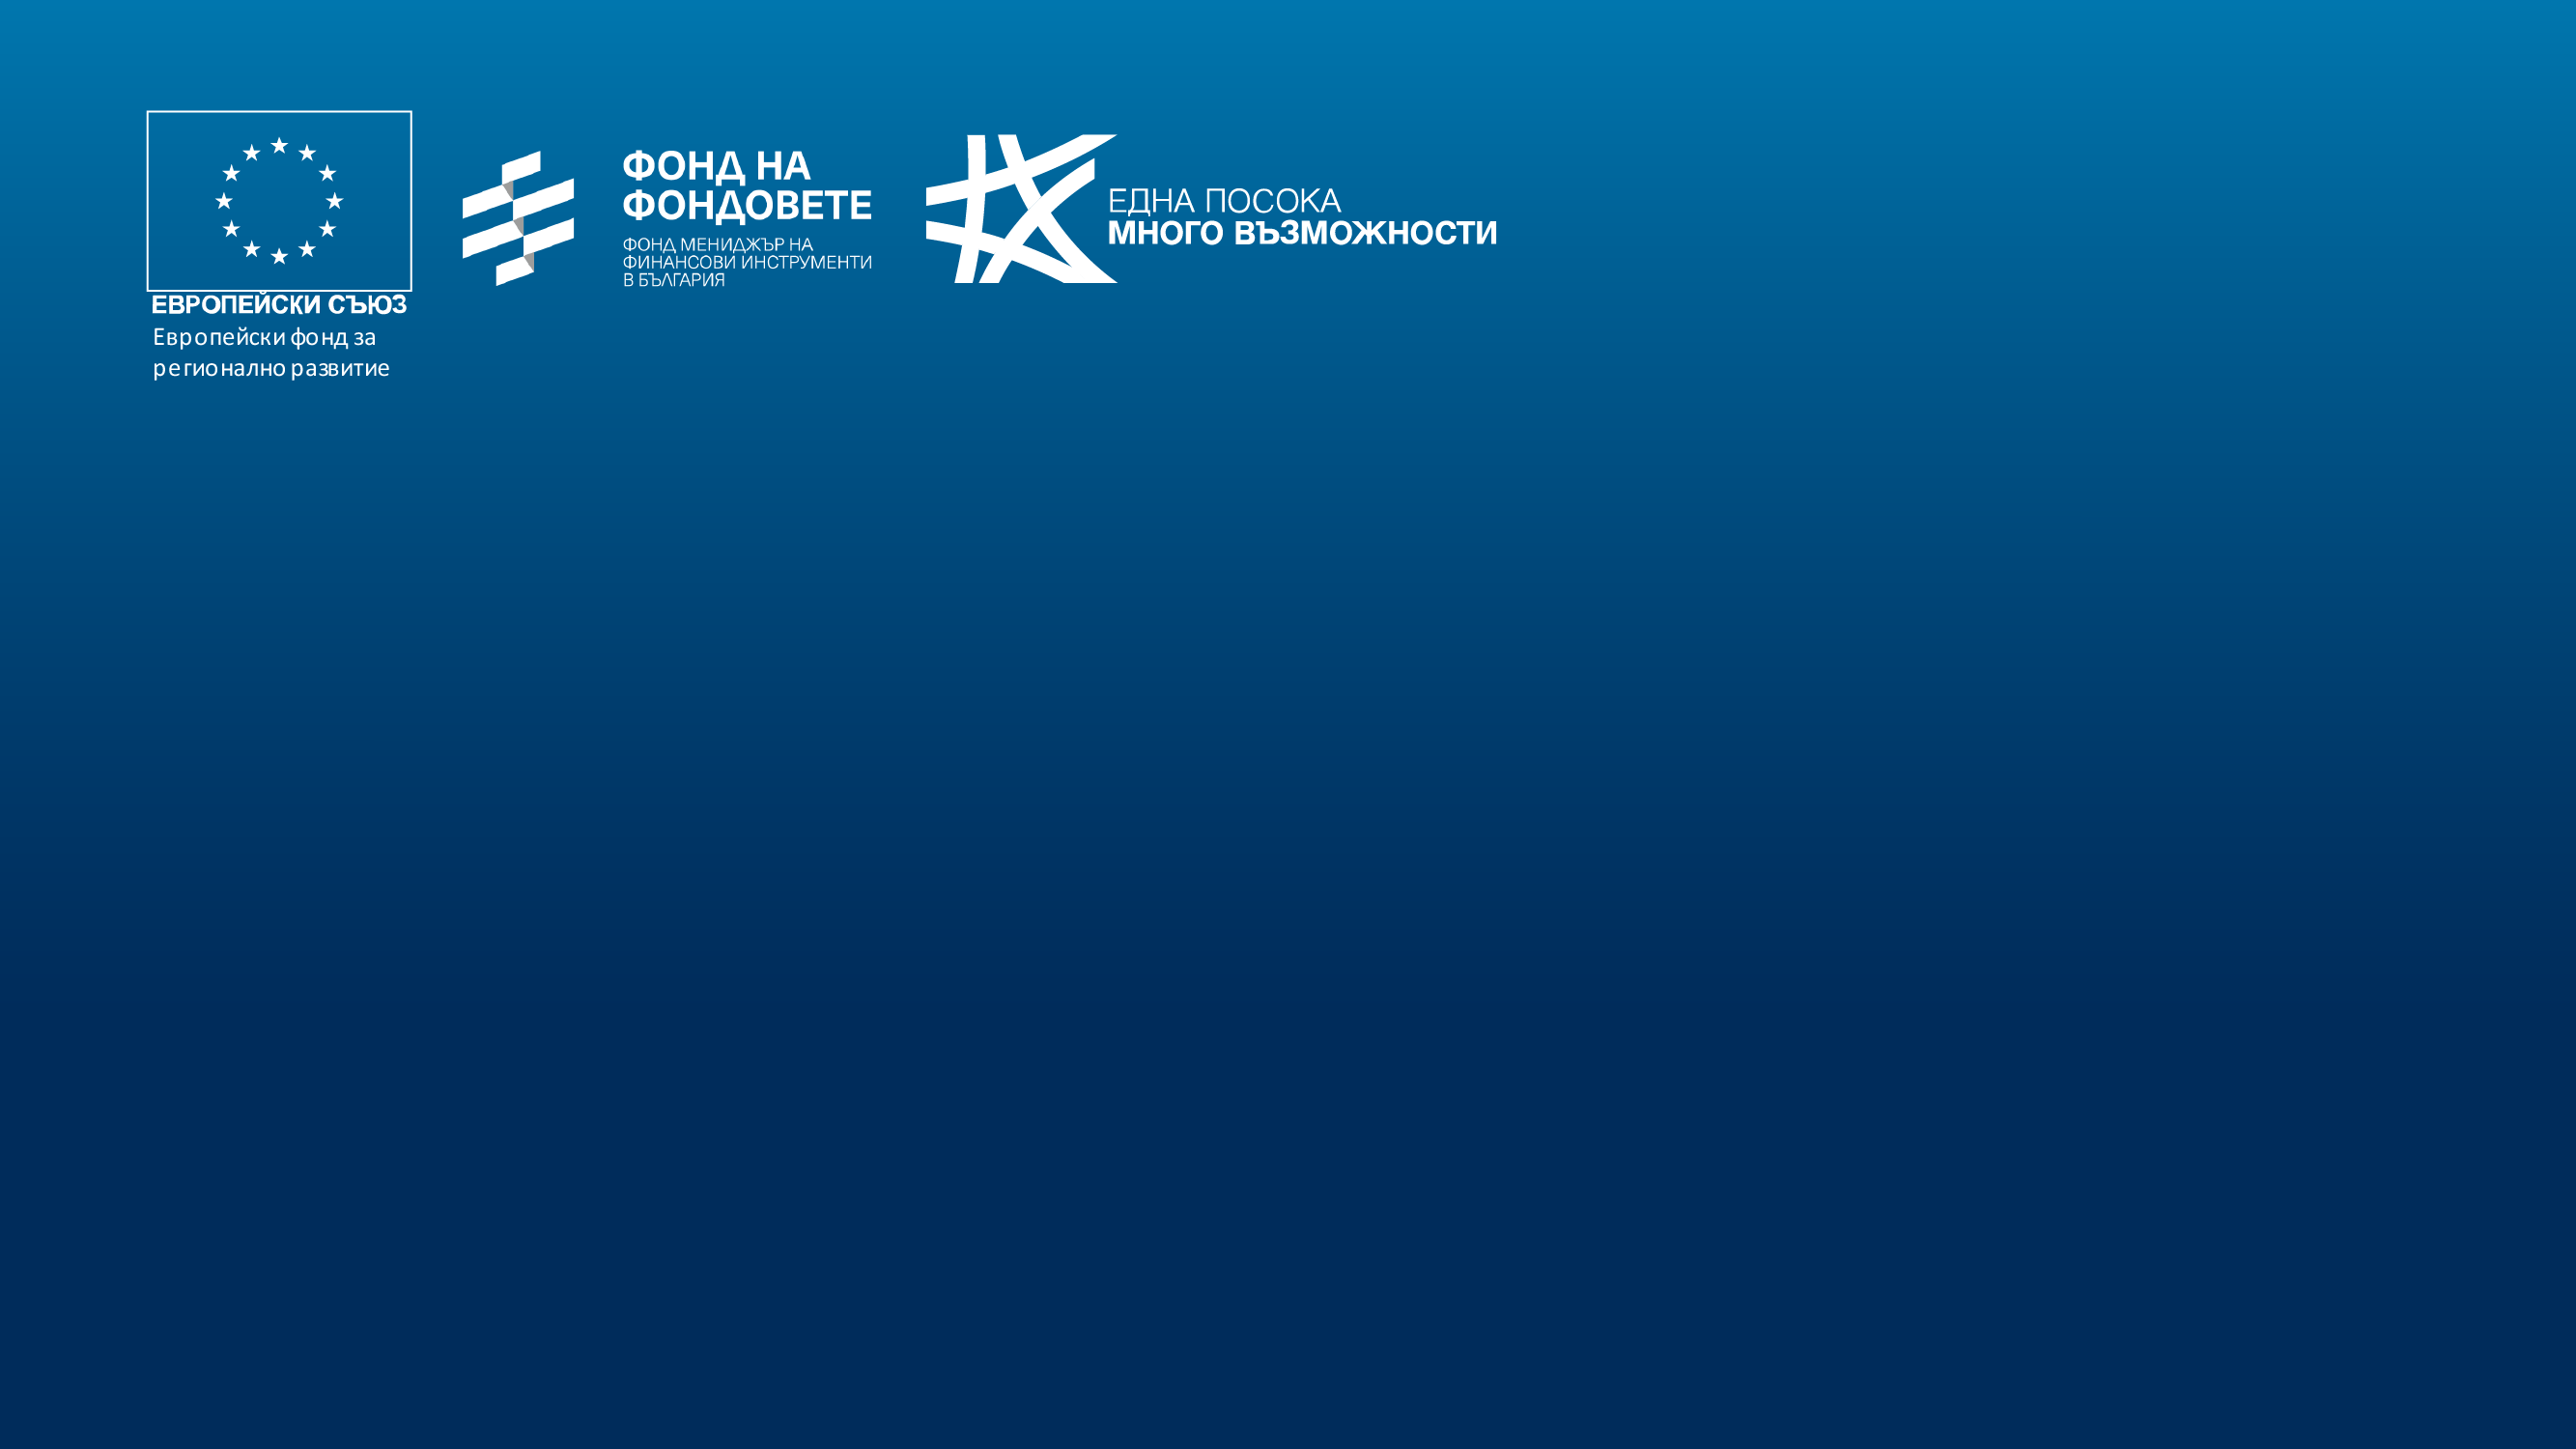 ЕВРОПЕЙСКИ СЪЮЗ
Европейски фонд за
регионално развитие
ФОНД НА
ФОНДОВЕТЕ
ФОНД МЕНИДЖЪР НА
ФИНАНСОВИ ИНСТРУМЕНТИ
В БЪЛГАРИЯ
ЕДНА ПОСОКА
МНОГО ВЪЗМОЖНОСТИ